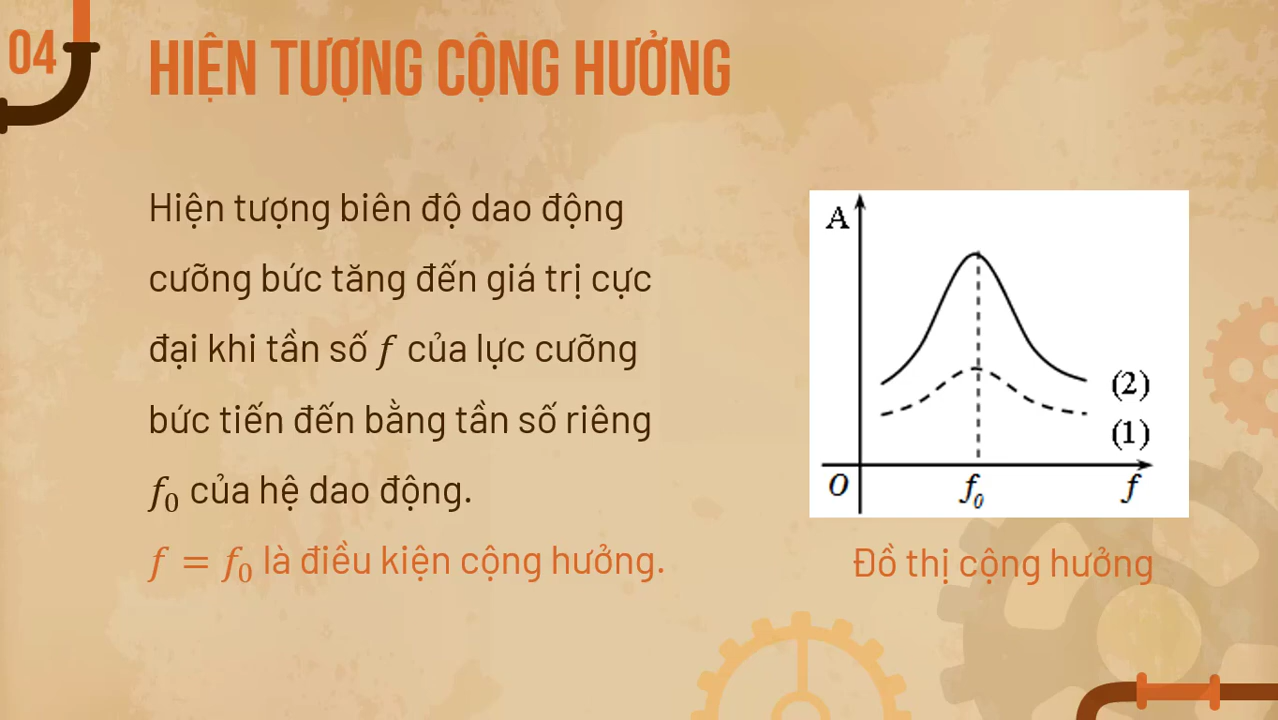 04
HIỆN TƯỢNG CỘNG HƯỞNG
Hiện tượng biên độ dao động
cưỡng bức tăng đến giá trị cực
đại khi tần số f của lực cưỡng
bức tiến đến bằng tần số riêng
f₀ của hệ dao động.
f = f₀ là điều kiện cộng hưởng.
A
(2)
(1)
O
f₀
f
Đồ thị cộng hưởng